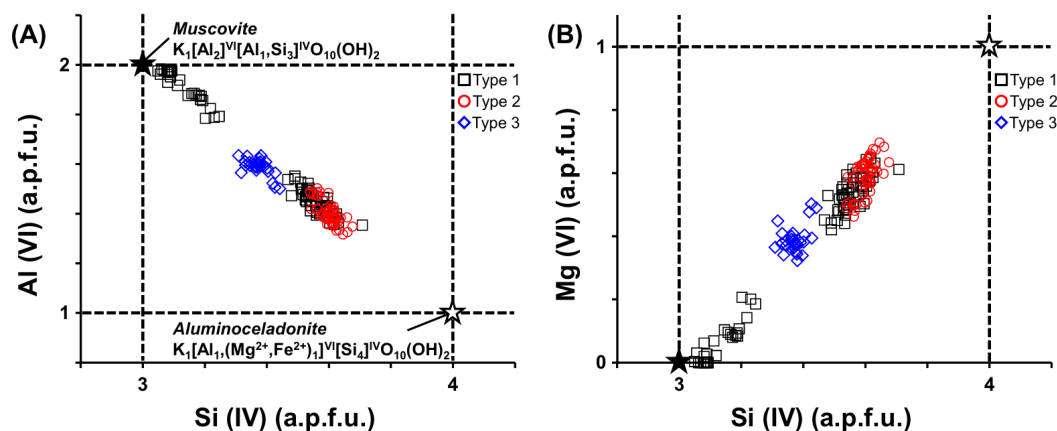 (A)
Muscovite
K₁[Al₂]ⱽᴵ[Al₁,Si₃]ᴵⱽO₁₀(OH)₂
2
Type 1
Type 2
Type 3
Al (VI) (a.p.f.u.)
1
Aluminoceladonite
K₁[Al₁,(Mg²⁺,Fe²⁺)₁]ⱽᴵ[Si₄]ᴵⱽO₁₀(OH)₂
3
4
Si (IV) (a.p.f.u.)
(B)
1
Type 1
Type 2
Type 3
Mg (VI) (a.p.f.u.)
0
3
4
Si (IV) (a.p.f.u.)